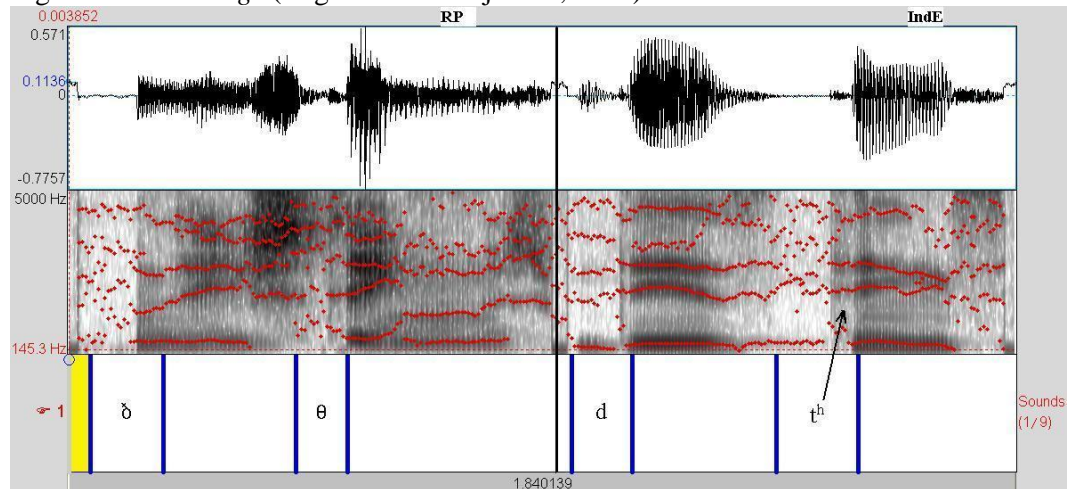 0.003852
RP
IndE
0.571
0.1136
0
-0.7757
5000 Hz
145.3 Hz
1
ð
θ
d
tʰ
Sounds
(1/9)
1.840139